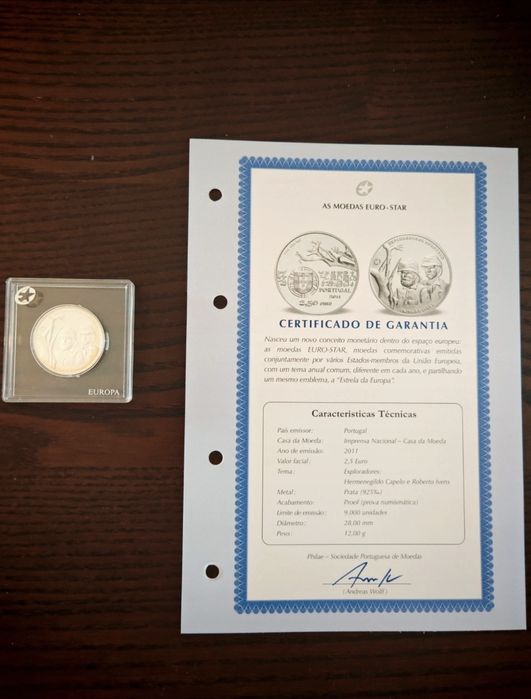 AS MOEDAS EURO-STAR
EXPLORADORES EUROPEUS
PORTUGAL
2011
2,50 euro
CERTIFICADO DE GARANTIA
Nasceu um novo conceito monetário dentro do espaço europeu:
as moedas EURO-STAR, moedas comemorativas emitidas
conjuntamente por vários Estados-membros da União Europeia,
com um tema anual comum, diferente em cada ano, e partilhando
um mesmo emblema, a "Estrela da Europa".
Características Técnicas
País emissor: Portugal
Casa da Moeda: Imprensa Nacional – Casa da Moeda
Ano de emissão: 2011
Valor facial: 2,5 Euro
Tema: Exploradores:
Hermenegildo Capelo e Roberto Ivens
Metal: Prata (925‰)
Acabamento: Proof (prova numismática)
Limite de emissão: 9.000 unidades
Diâmetro: 28,00 mm
Peso: 12,00 g
Philae – Sociedade Portuguesa de Moedas
(Andreas Wolf)
EUROPA